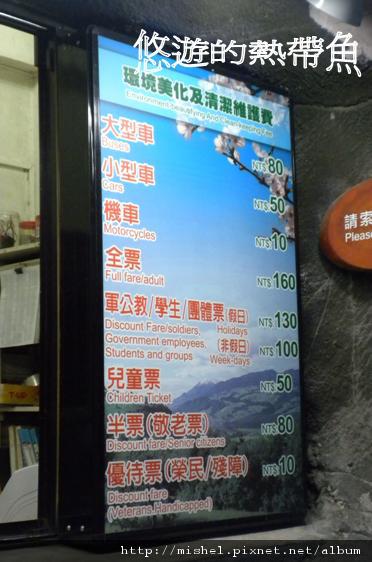 悠遊的熱帶魚
環境美化及清潔維護費
Environment Beautifying And Clean-keeping Fee
大型車 NT$80
Buses
小型車 NT$50
Cars
機車 NT$10
Motorcycles
全票 NT$160
Full fare/adult
軍公教/學生/團體票(假日) NT$130
Discount Fare/soldiers, Holidays
Government employees, (非假日) NT$100
Students and groups Week-days
兒童票 NT$50
Children Ticket
半票(敬老票) NT$80
Discount fare/Senior citizens
優待票(榮民/殘障) NT$10
Discount fare
(Veterans,Handicapped)
請索
Please
http://mishel.pixnet.net/album